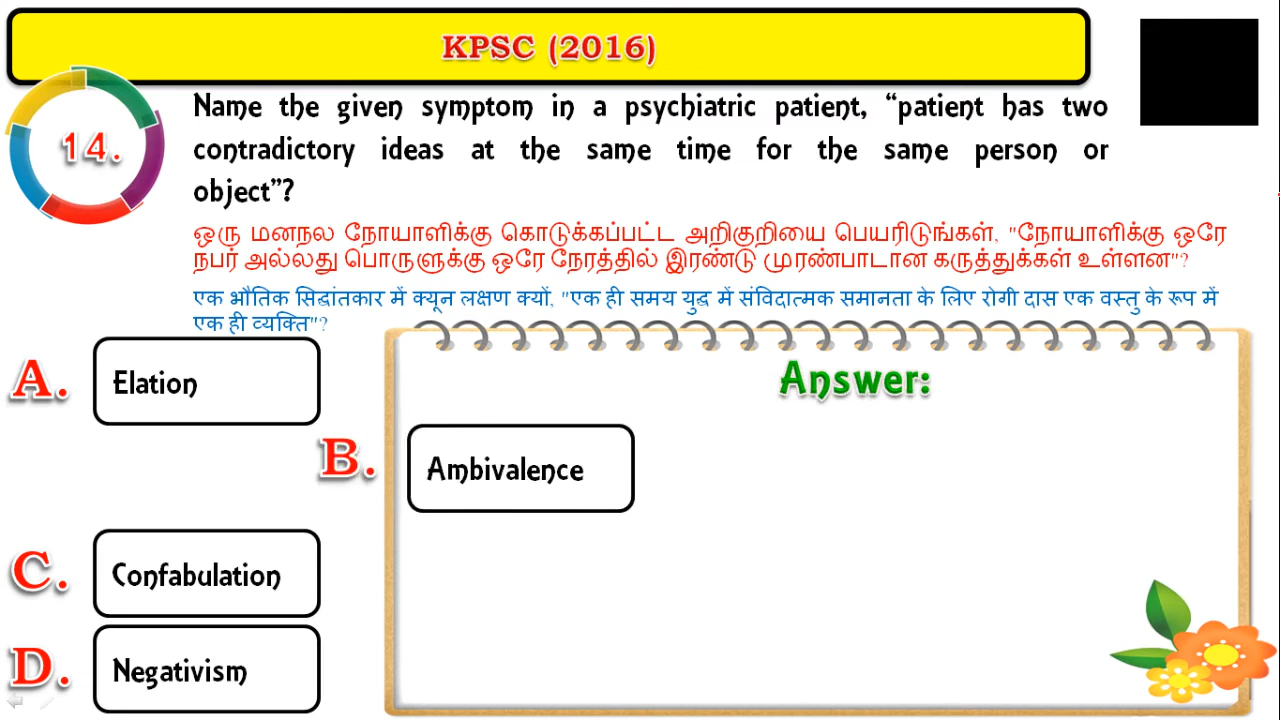 KPSC (2016)
14.
Name the given symptom in a psychiatric patient, “patient has two
contradictory ideas at the same time for the same person or
object”?
ஒரு மனநல நோயாளிக்கு கொடுக்கப்பட்ட அறிகுறியை பெயரிடுங்கள், "நோயாளிக்கு ஒரே
நபர் அல்லது பொருளுக்கு ஒரே நேரத்தில் இரண்டு முரண்பாடான கருத்துக்கள் உள்ளன"?
एक भौतिक सिद्धांतकार में क्यून लक्षण क्यों, "एक ही समय युद्ध में संविदात्मक समानता के लिए रोगी दास एक वस्तु के रूप में
एक ही व्यक्ति"?
Answer:
A. Elation
B. Ambivalence
C. Confabulation
D. Negativism